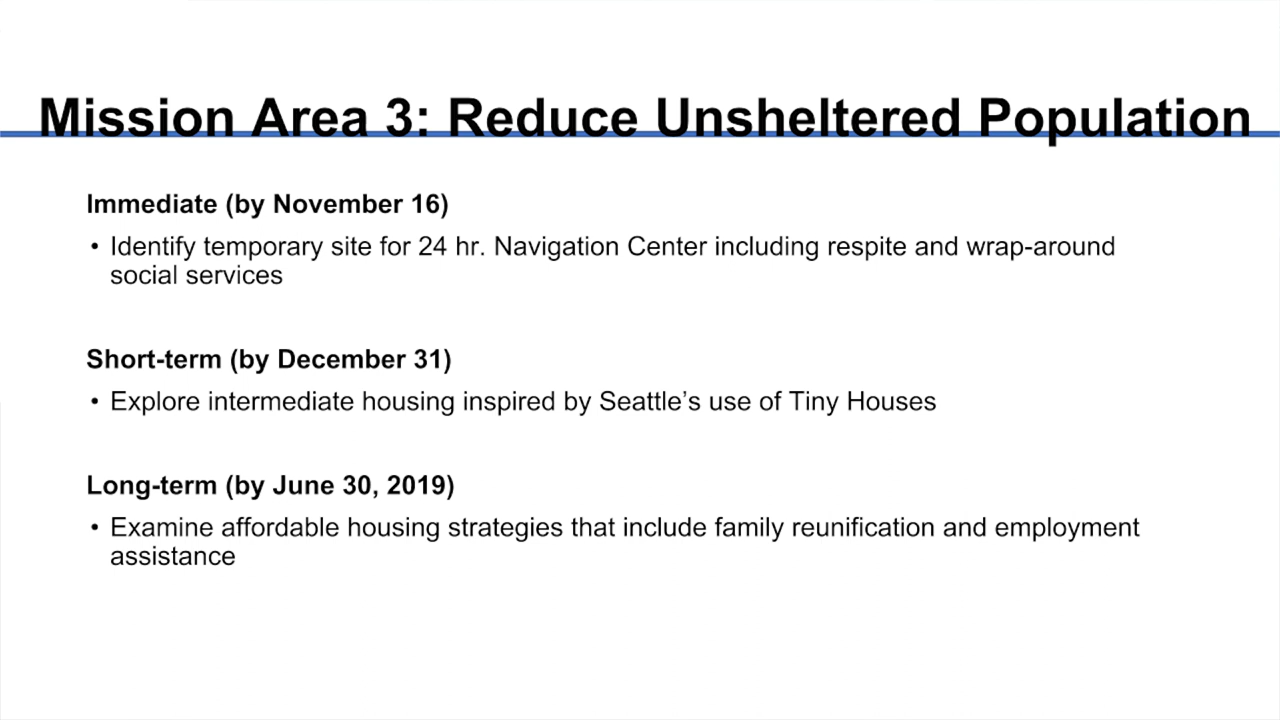 Mission Area 3: Reduce Unsheltered Population
Immediate (by November 16)
• Identify temporary site for 24 hr. Navigation Center including respite and wrap-around
social services
Short-term (by December 31)
• Explore intermediate housing inspired by Seattle’s use of Tiny Houses
Long-term (by June 30, 2019)
• Examine affordable housing strategies that include family reunification and employment
assistance